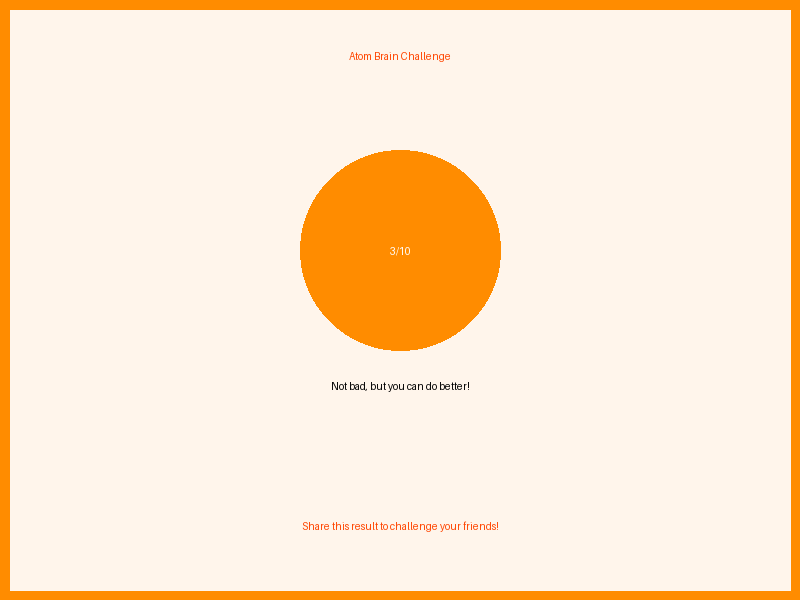 Atom Brain Challenge
3/10
Not bad, but you can do better!
Share this result to challenge your friends!